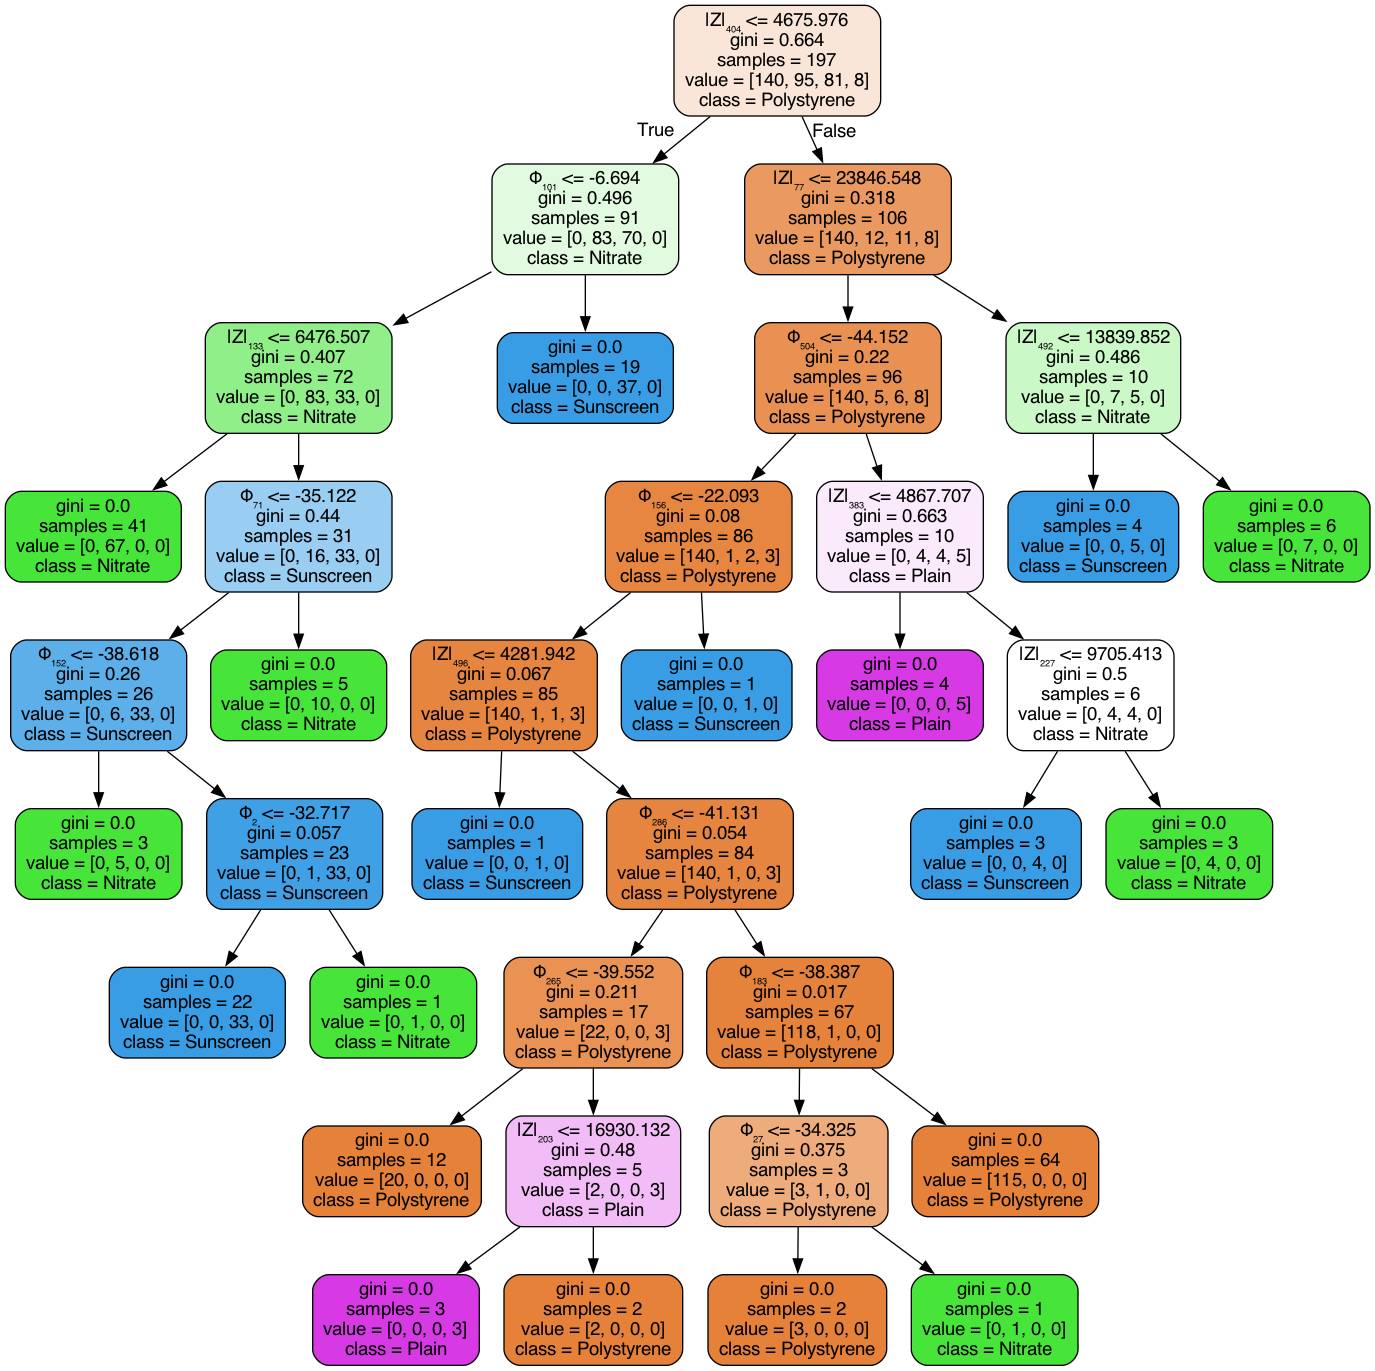 |Z|₄₀₄ <= 4675.976
gini = 0.664
samples = 197
value = [140, 95, 81, 8]
class = Polystyrene
True
False
Φ₁₀₁ <= -6.694
gini = 0.496
samples = 91
value = [0, 83, 70, 0]
class = Nitrate
|Z|₇₇ <= 23846.548
gini = 0.318
samples = 106
value = [140, 12, 11, 8]
class = Polystyrene
|Z|₁₃₃ <= 6476.507
gini = 0.407
samples = 72
value = [0, 83, 33, 0]
class = Nitrate
gini = 0.0
samples = 19
value = [0, 0, 37, 0]
class = Sunscreen
Φ₅₀₄ <= -44.152
gini = 0.22
samples = 96
value = [140, 5, 6, 8]
class = Polystyrene
|Z|₄₉₂ <= 13839.852
gini = 0.486
samples = 10
value = [0, 7, 5, 0]
class = Nitrate
gini = 0.0
samples = 41
value = [0, 67, 0, 0]
class = Nitrate
Φ₇₁ <= -35.122
gini = 0.44
samples = 31
value = [0, 16, 33, 0]
class = Sunscreen
Φ₁₅₆ <= -22.093
gini = 0.08
samples = 86
value = [140, 1, 2, 3]
class = Polystyrene
|Z|₃₈₃ <= 4867.707
gini = 0.663
samples = 10
value = [0, 4, 4, 5]
class = Plain
gini = 0.0
samples = 4
value = [0, 0, 5, 0]
class = Sunscreen
gini = 0.0
samples = 6
value = [0, 7, 0, 0]
class = Nitrate
Φ₁₅₂ <= -38.618
gini = 0.26
samples = 26
value = [0, 6, 33, 0]
class = Sunscreen
gini = 0.0
samples = 5
value = [0, 10, 0, 0]
class = Nitrate
|Z|₄₉₆ <= 4281.942
gini = 0.067
samples = 85
value = [140, 1, 1, 3]
class = Polystyrene
gini = 0.0
samples = 1
value = [0, 0, 1, 0]
class = Sunscreen
gini = 0.0
samples = 4
value = [0, 0, 0, 5]
class = Plain
|Z|₂₂₇ <= 9705.413
gini = 0.5
samples = 6
value = [0, 4, 4, 0]
class = Nitrate
gini = 0.0
samples = 3
value = [0, 5, 0, 0]
class = Nitrate
Φ₂ <= -32.717
gini = 0.057
samples = 23
value = [0, 1, 33, 0]
class = Sunscreen
gini = 0.0
samples = 1
value = [0, 0, 1, 0]
class = Sunscreen
Φ₂₈₆ <= -41.131
gini = 0.054
samples = 84
value = [140, 1, 0, 3]
class = Polystyrene
gini = 0.0
samples = 3
value = [0, 0, 4, 0]
class = Sunscreen
gini = 0.0
samples = 3
value = [0, 4, 0, 0]
class = Nitrate
gini = 0.0
samples = 22
value = [0, 0, 33, 0]
class = Sunscreen
gini = 0.0
samples = 1
value = [0, 1, 0, 0]
class = Nitrate
Φ₂₆₅ <= -39.552
gini = 0.211
samples = 17
value = [22, 0, 0, 3]
class = Polystyrene
Φ₁₈₃ <= -38.387
gini = 0.017
samples = 67
value = [118, 1, 0, 0]
class = Polystyrene
gini = 0.0
samples = 12
value = [20, 0, 0, 0]
class = Polystyrene
|Z|₂₀₃ <= 16930.132
gini = 0.48
samples = 5
value = [2, 0, 0, 3]
class = Plain
Φ₂₇ <= -34.325
gini = 0.375
samples = 3
value = [3, 1, 0, 0]
class = Polystyrene
gini = 0.0
samples = 64
value = [115, 0, 0, 0]
class = Polystyrene
gini = 0.0
samples = 3
value = [0, 0, 0, 3]
class = Plain
gini = 0.0
samples = 2
value = [2, 0, 0, 0]
class = Polystyrene
gini = 0.0
samples = 2
value = [3, 0, 0, 0]
class = Polystyrene
gini = 0.0
samples = 1
value = [0, 1, 0, 0]
class = Nitrate